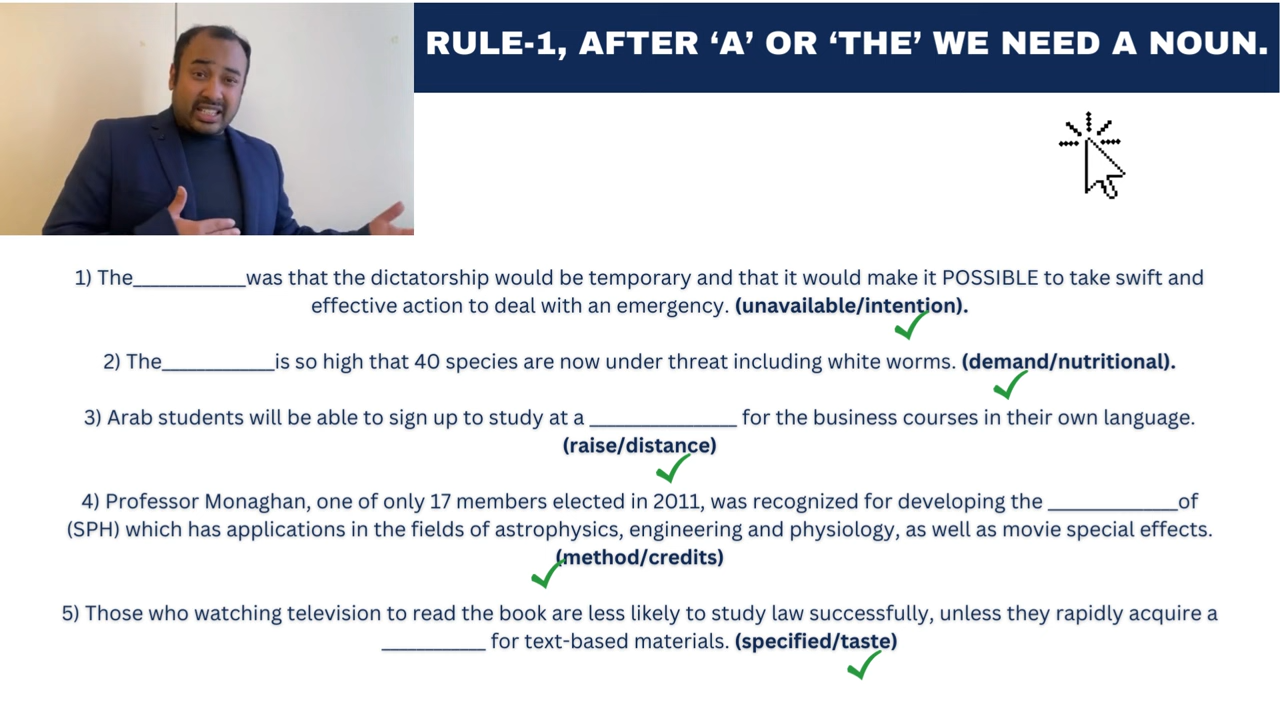 RULE-1, AFTER ‘A’ OR ‘THE’ WE NEED A NOUN.
1) The___________was that the dictatorship would be temporary and that it would make it POSSIBLE to take swift and
effective action to deal with an emergency. (unavailable/intention).
2) The___________is so high that 40 species are now under threat including white worms. (demand/nutritional).
3) Arab students will be able to sign up to study at a ______________ for the business courses in their own language.
(raise/distance)
4) Professor Monaghan, one of only 17 members elected in 2011, was recognized for developing the ____________of
(SPH) which has applications in the fields of astrophysics, engineering and physiology, as well as movie special effects.
(method/credits)
5) Those who watching television to read the book are less likely to study law successfully, unless they rapidly acquire a
__________ for text-based materials. (specified/taste)